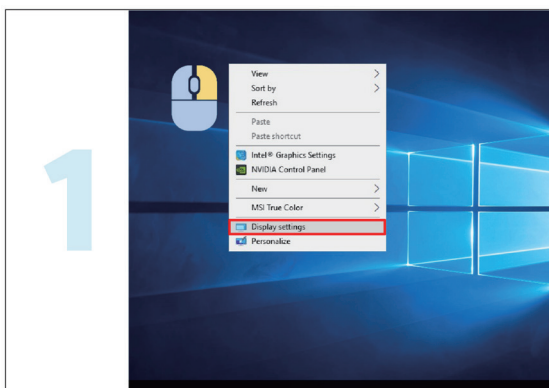 1
View
Sort by
Refresh
Paste
Paste shortcut
Intel® Graphics Settings
NVIDIA Control Panel
New
MSI True Color
Display settings
Personalize